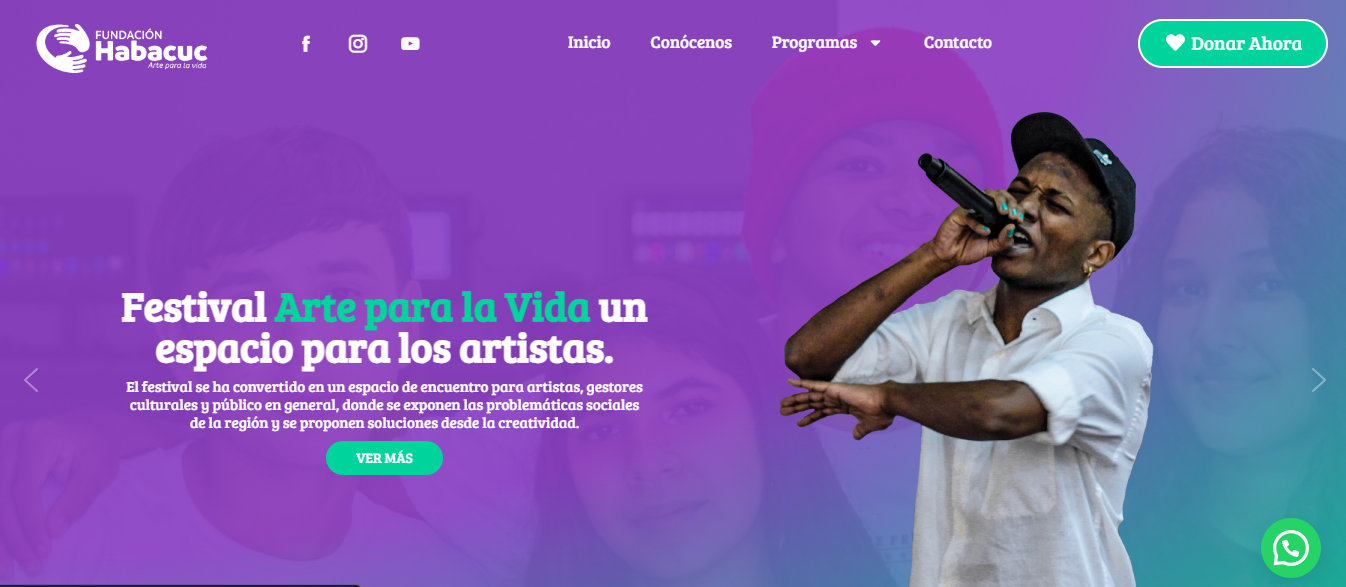 FUNDACIÓN
Habacuc
Arte para la vida
Inicio
Conócenos
Programas
Contacto
Donar Ahora
Festival Arte para la Vida un
espacio para los artistas.
El festival se ha convertido en un espacio de encuentro para artistas, gestores
culturales y público en general, donde se exponen las problemáticas sociales
de la región y se proponen soluciones desde la creatividad.
VER MÁS